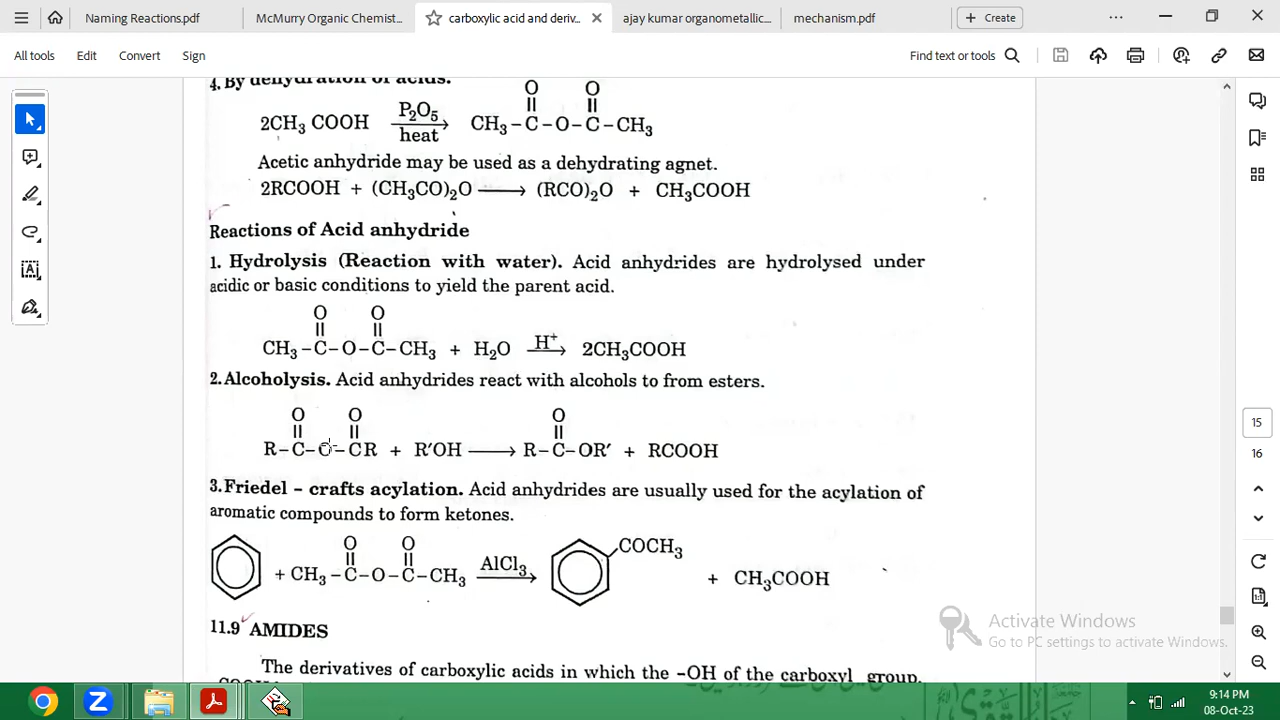 Naming Reactions.pdf
McMurry Organic Chemist...
carboxylic acid and deriv...
ajay kumar organometallic...
mechanism.pdf
Create
All tools
Edit
Convert
Sign
Find text or tools
4. By dehydration of acids.
O O
2CH₃ COOH P₂O₅ heat CH₃–C–O–C–CH₃
Acetic anhydride may be used as a dehydrating agnet.
2RCOOH + (CH₃CO)₂O ⟶ (RCO)₂O + CH₃COOH
Reactions of Acid anhydride
1. Hydrolysis (Reaction with water). Acid anhydrides are hydrolysed under
acidic or basic conditions to yield the parent acid.
O O
CH₃–C–O–C–CH₃ + H₂O H⁺ → 2CH₃COOH
2. Alcoholysis. Acid anhydrides react with alcohols to from esters.
O O O
R–C–O–CR + R′OH ⟶ R–C–OR′ + RCOOH
3. Friedel – crafts acylation. Acid anhydrides are usually used for the acylation of
aromatic compounds to form ketones.
O O COCH₃
+ CH₃–C–O–C–CH₃ AlCl₃ → + CH₃COOH
11.9 AMIDES
The derivatives of carboxylic acids in which the –OH of the carboxyl group,
15
16
Activate Windows
Go to PC settings to activate Windows.
9:14 PM
08-Oct-23